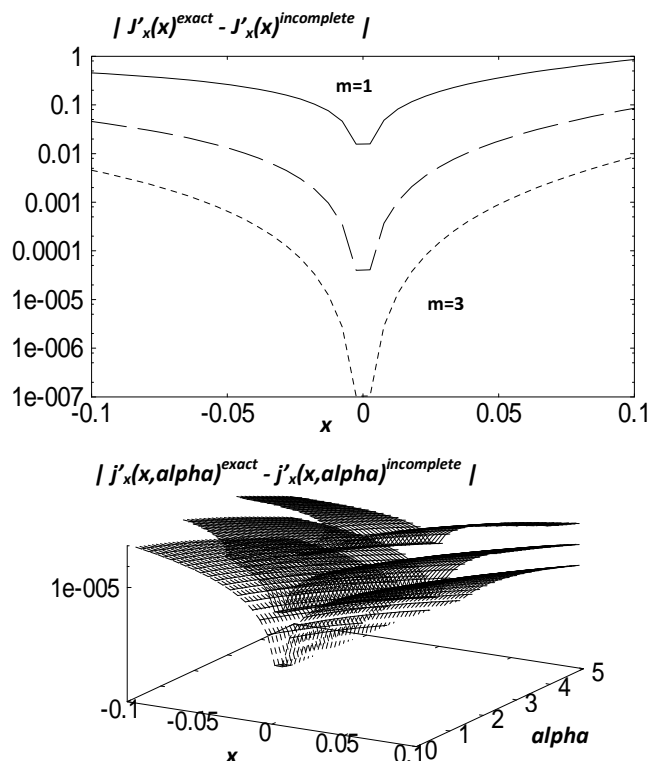 | J'x(x)exact - J'x(x)incomplete |
1
m=1
0.1
0.01
0.001
0.0001
1e-005
m=3
1e-006
1e-007
-0.1 -0.05 0 0.05 0.1
x
| j'x(x,alpha)exact - j'x(x,alpha)incomplete |
1e-005
-0.1 -0.05 0 0.05 0.1
0 1 2 3 4 5
alpha
x